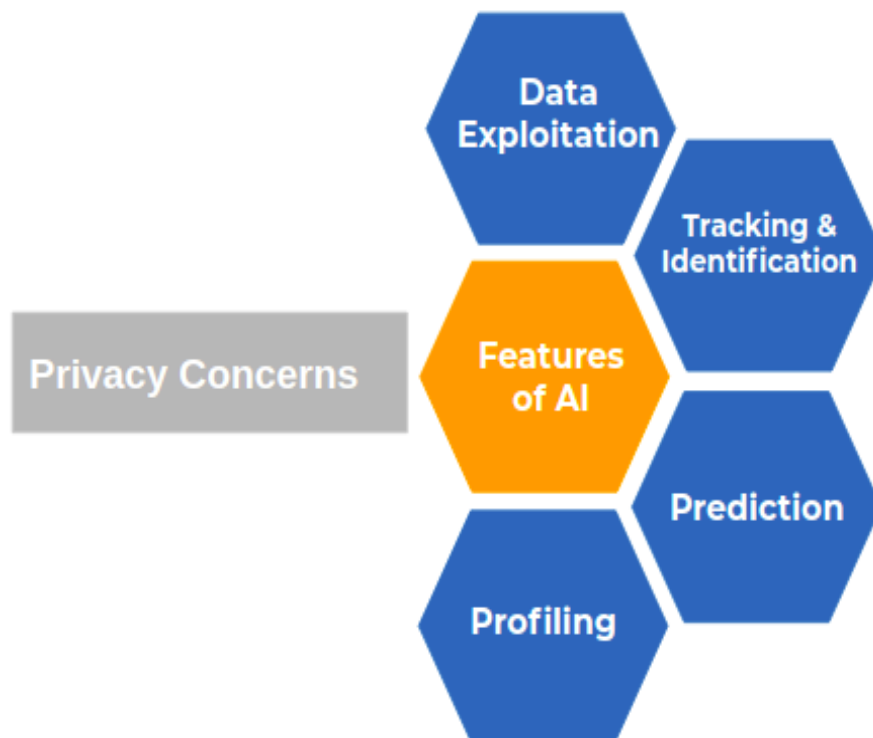 Data
Exploitation
Tracking &
Identification
Privacy Concerns
Features
of AI
Prediction
Profiling